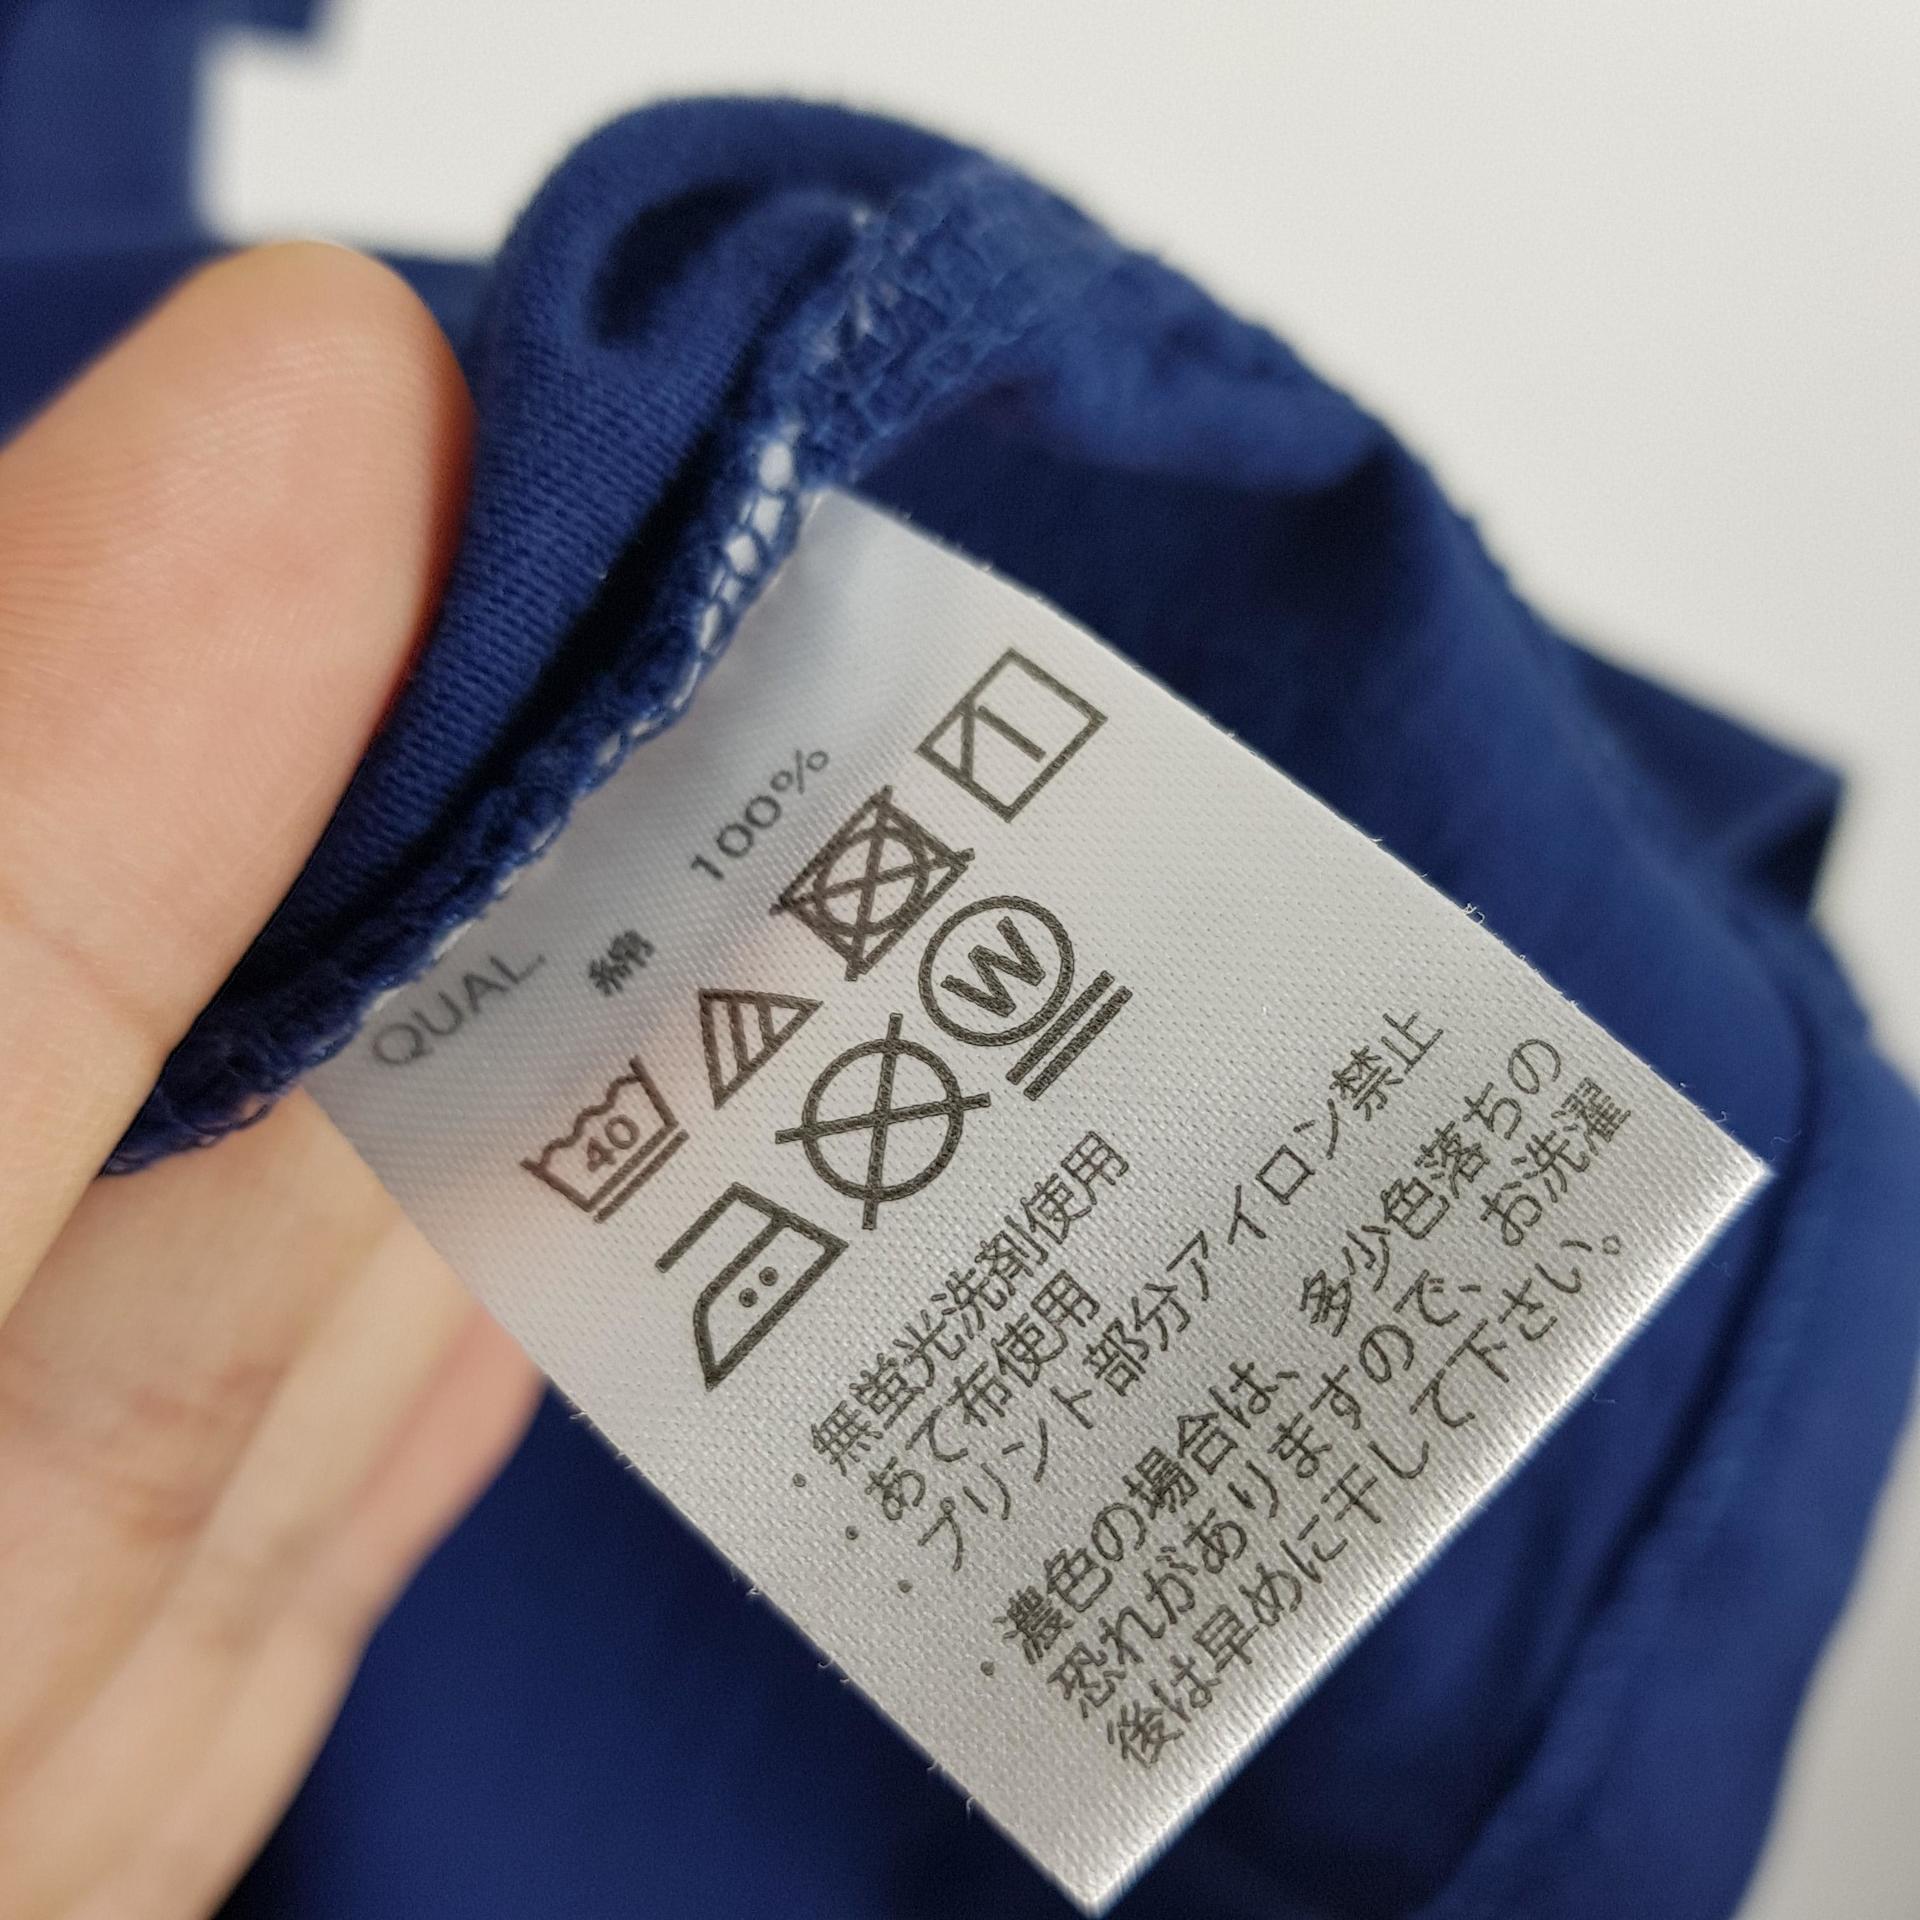 QUAL.
綿 100%
40
W
・無蛍光洗剤使用
・あて布使用
・プリント部分アイロン禁止
・濃色の場合は、多少色落ちの
恐れがありますので、お洗濯
後は早めに干して下さい。